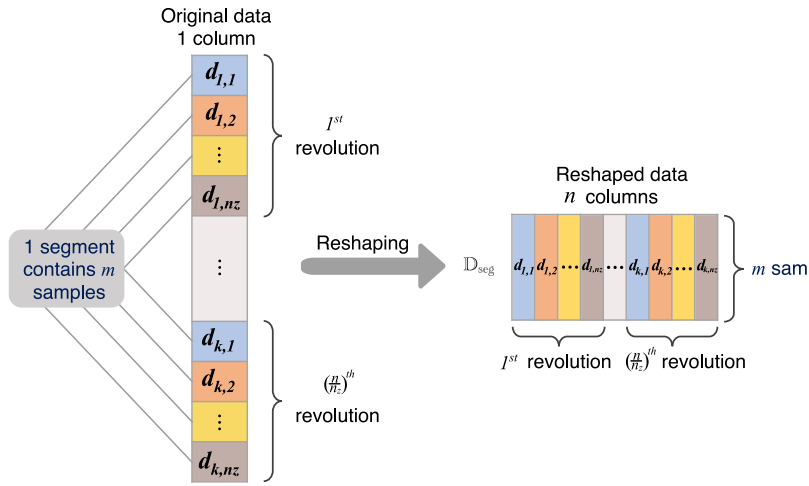 Original data
1 column
d1,1
d1,2
⋮
d1,nz
⋮
dk,1
dk,2
⋮
dk,nz
1st
revolution
(n/nz)th
revolution
1 segment
contains m
samples
Reshaping
Reshaped data
n columns
𝔻seg
d1,1 d1,2 ••• d1,nz ••• dk,1 dk,2 ••• dk,nz
m sam
1st revolution (n/nz)th revolution